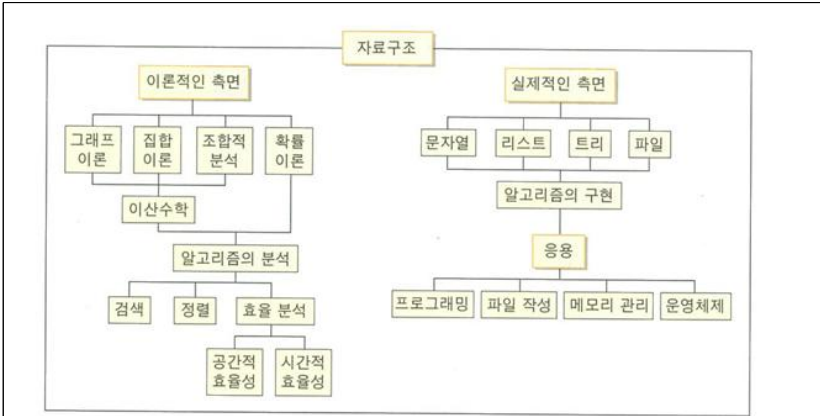 자료구조
이론적인 측면
실제적인 측면
그래프
이론
집합
이론
조합적
분석
확률
이론
문자열
리스트
트리
파일
이산수학
알고리즘의 구현
알고리즘의 분석
응용
검색
정렬
효율 분석
프로그래밍
파일 작성
메모리 관리
운영체제
공간적
효율성
시간적
효율성